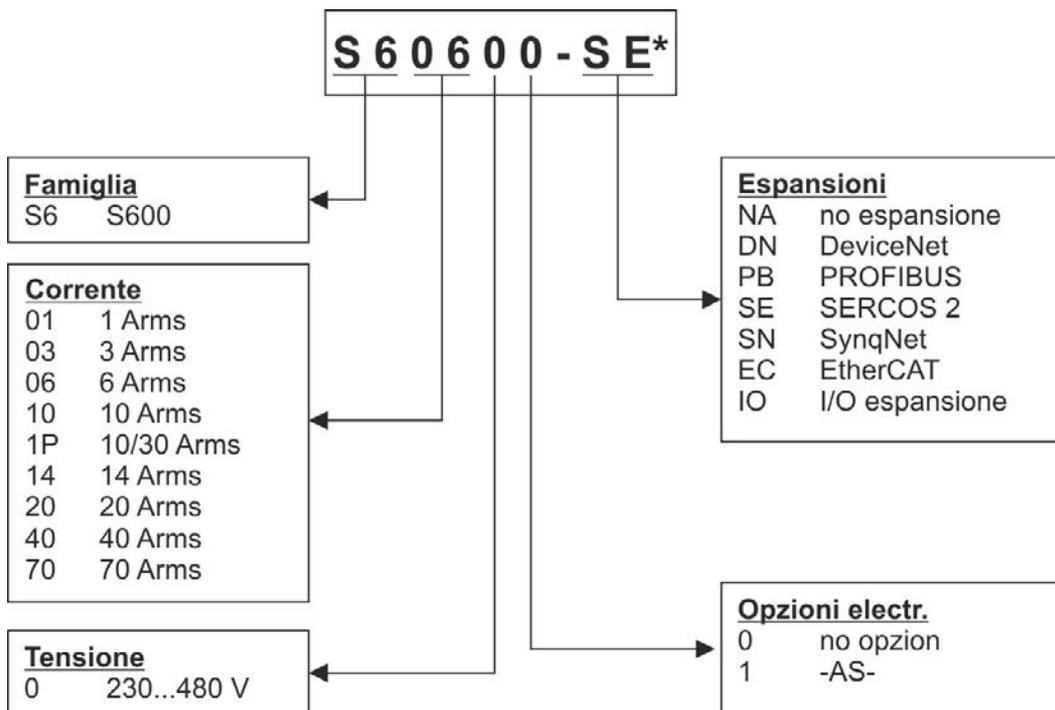 S 6 0 6 0 0 - S E*
Famiglia
S6 S600
Corrente
01 1 Arms
03 3 Arms
06 6 Arms
10 10 Arms
1P 10/30 Arms
14 14 Arms
20 20 Arms
40 40 Arms
70 70 Arms
Tensione
0 230...480 V
Espansioni
NA no espansione
DN DeviceNet
PB PROFIBUS
SE SERCOS 2
SN SynqNet
EC EtherCAT
IO I/O espansione
Opzioni electr.
0 no opzion
1 -AS-